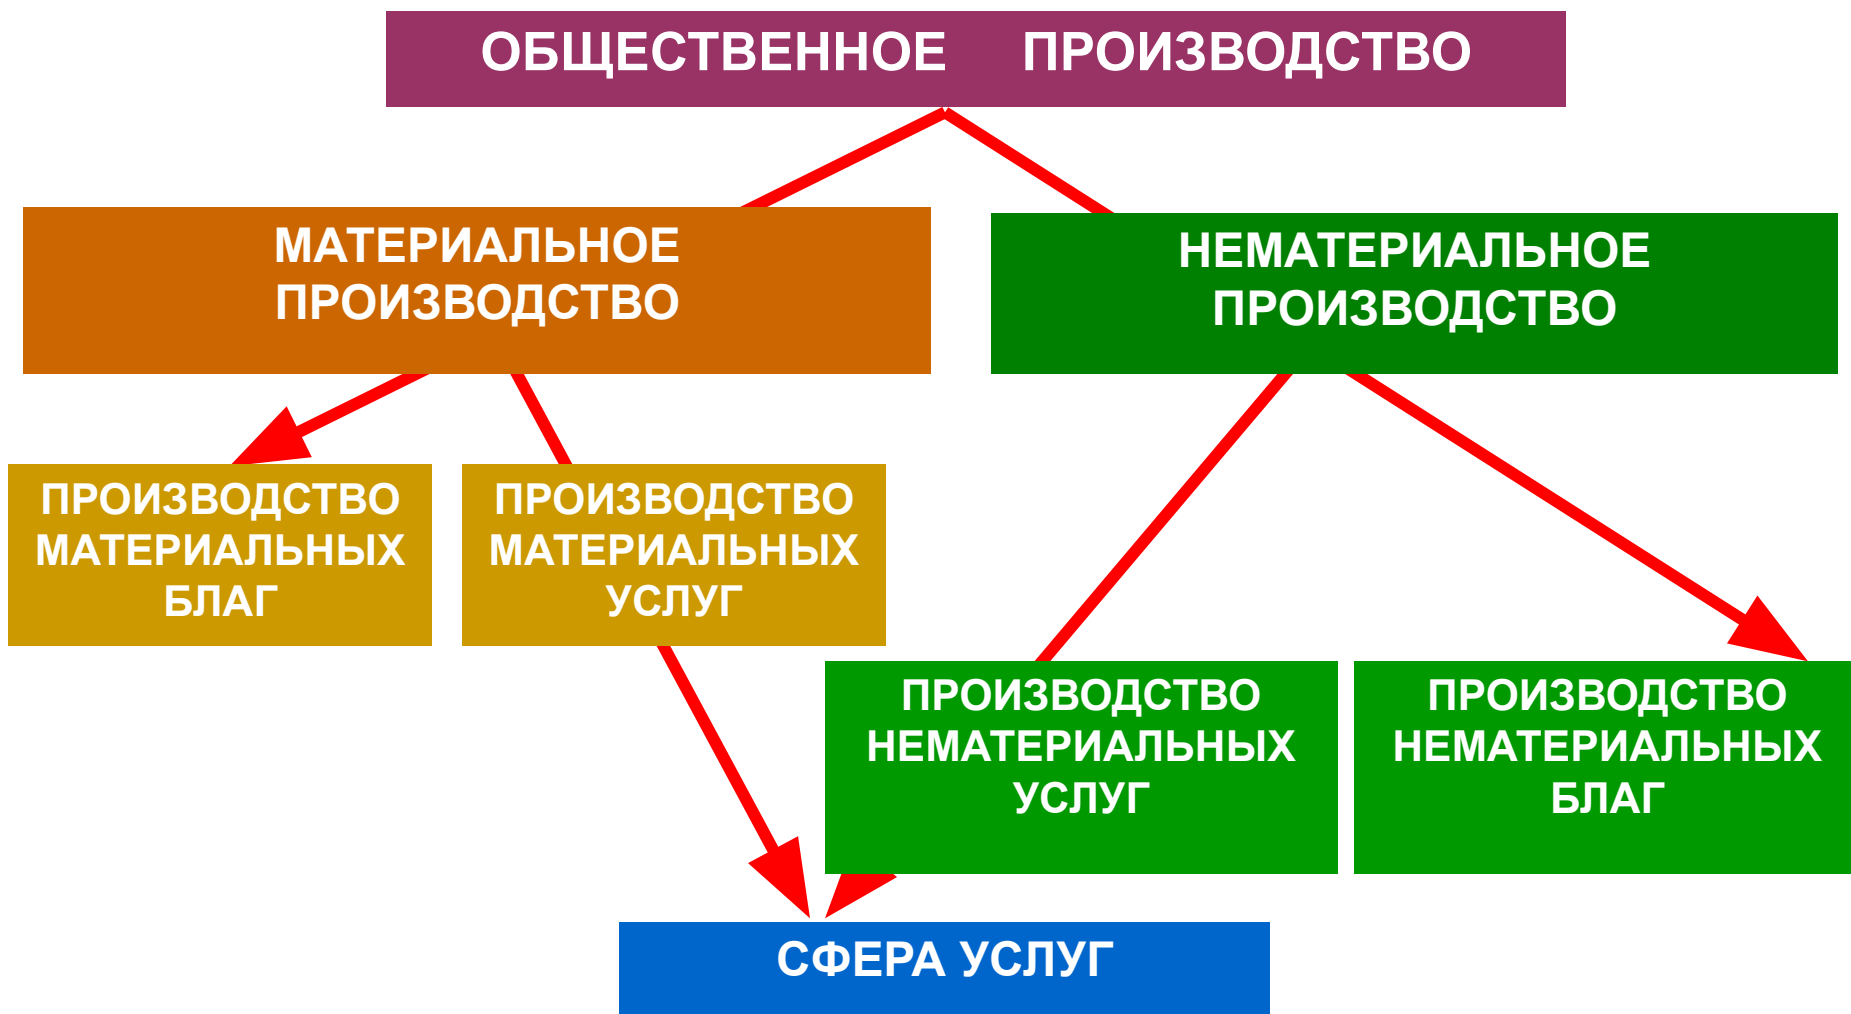 ОБЩЕСТВЕННОЕ ПРОИЗВОДСТВО
МАТЕРИАЛЬНОЕ
ПРОИЗВОДСТВО
НЕМАТЕРИАЛЬНОЕ
ПРОИЗВОДСТВО
ПРОИЗВОДСТВО
МАТЕРИАЛЬНЫХ
БЛАГ
ПРОИЗВОДСТВО
МАТЕРИАЛЬНЫХ
УСЛУГ
ПРОИЗВОДСТВО
НЕМАТЕРИАЛЬНЫХ
УСЛУГ
ПРОИЗВОДСТВО
НЕМАТЕРИАЛЬНЫХ
БЛАГ
СФЕРА УСЛУГ